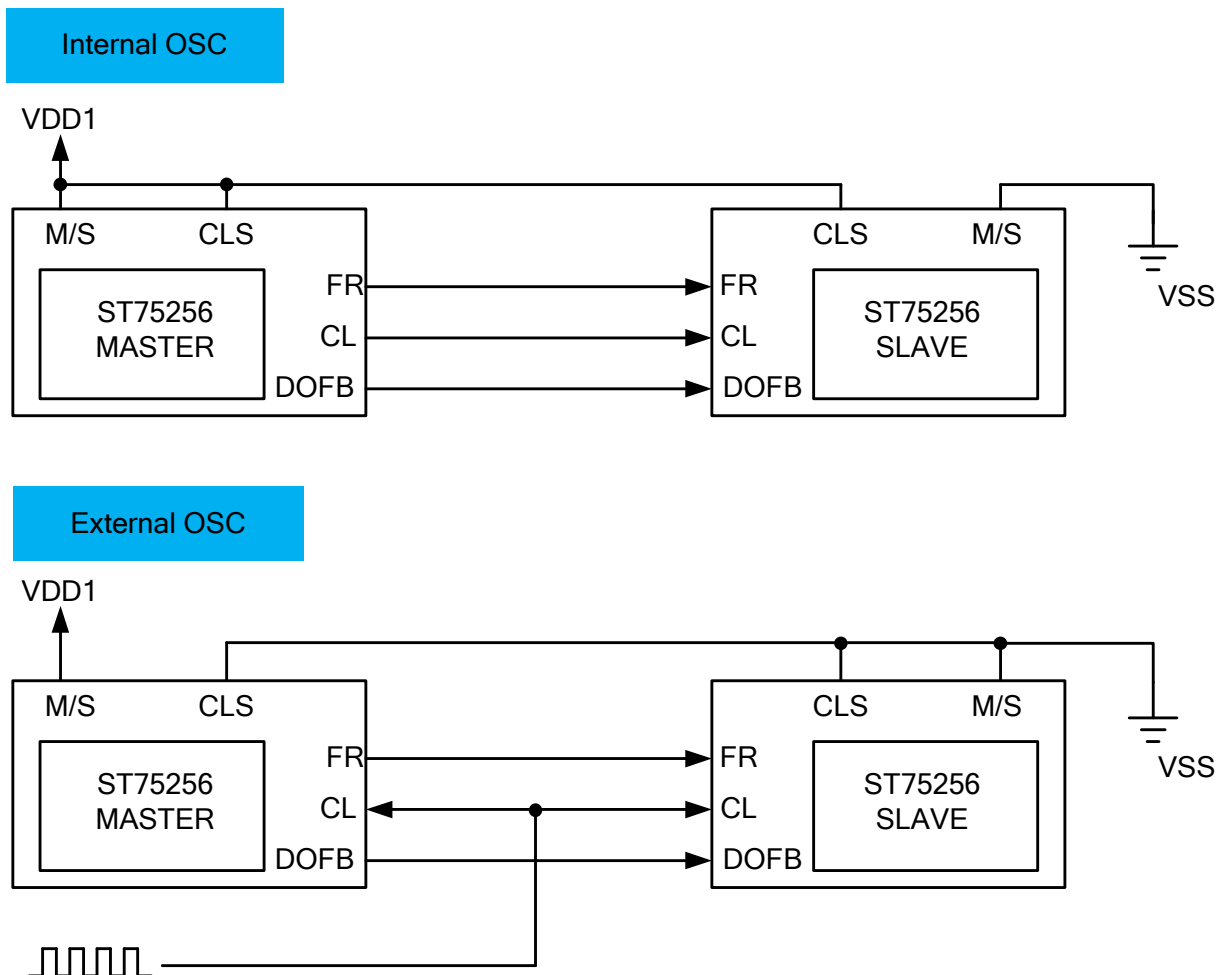 Internal OSC
VDD1
M/S CLS CLS M/S
FR FR
VSS
ST75256 ST75256
MASTER CL CL SLAVE
DOFB DOFB
External OSC
VDD1
M/S CLS CLS M/S
FR FR
VSS
ST75256 ST75256
MASTER CL CL SLAVE
DOFB DOFB